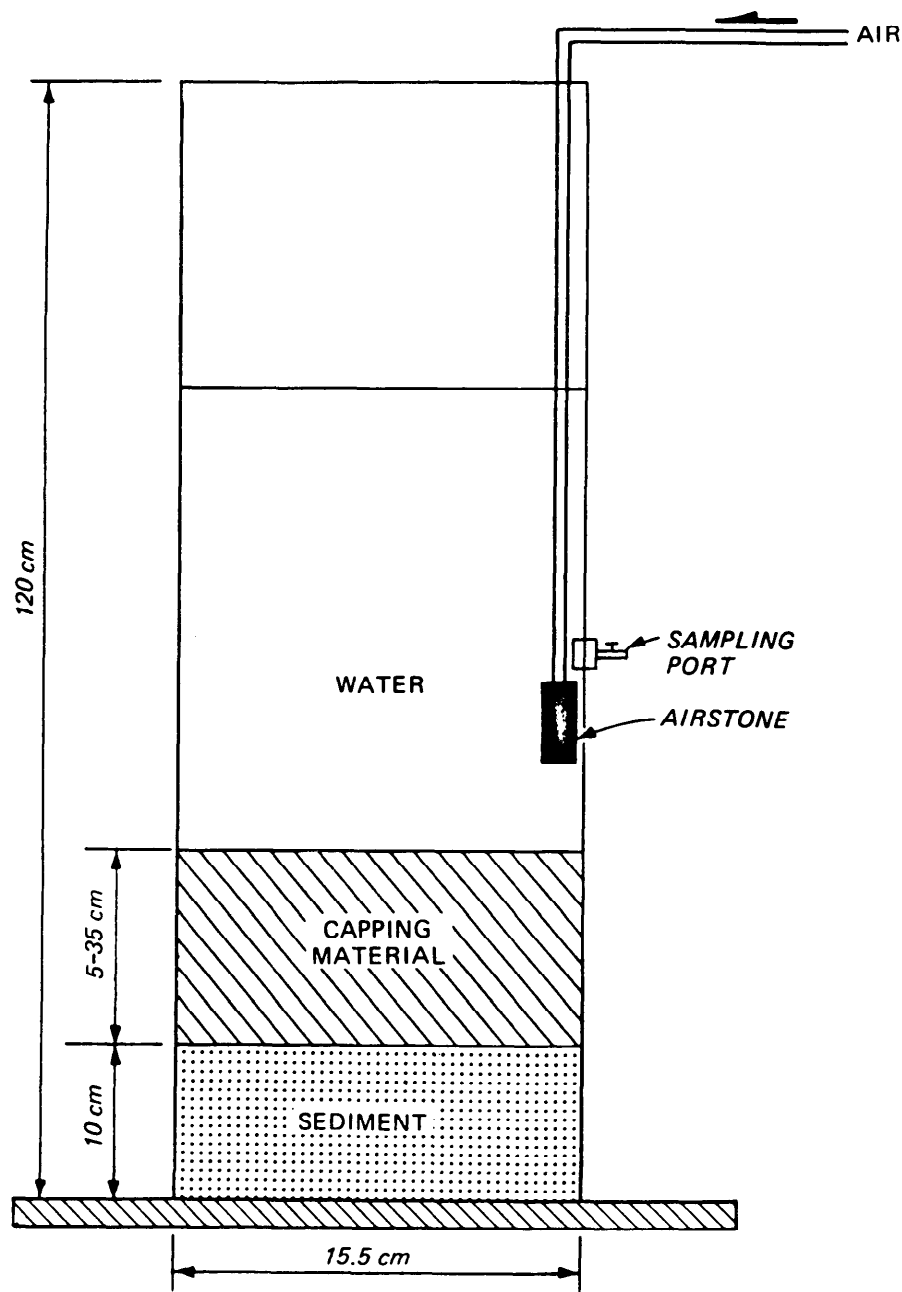 AIR
120 cm
SAMPLING
PORT
WATER
AIRSTONE
5-35 cm
CAPPING
MATERIAL
10 cm
SEDIMENT
15.5 cm